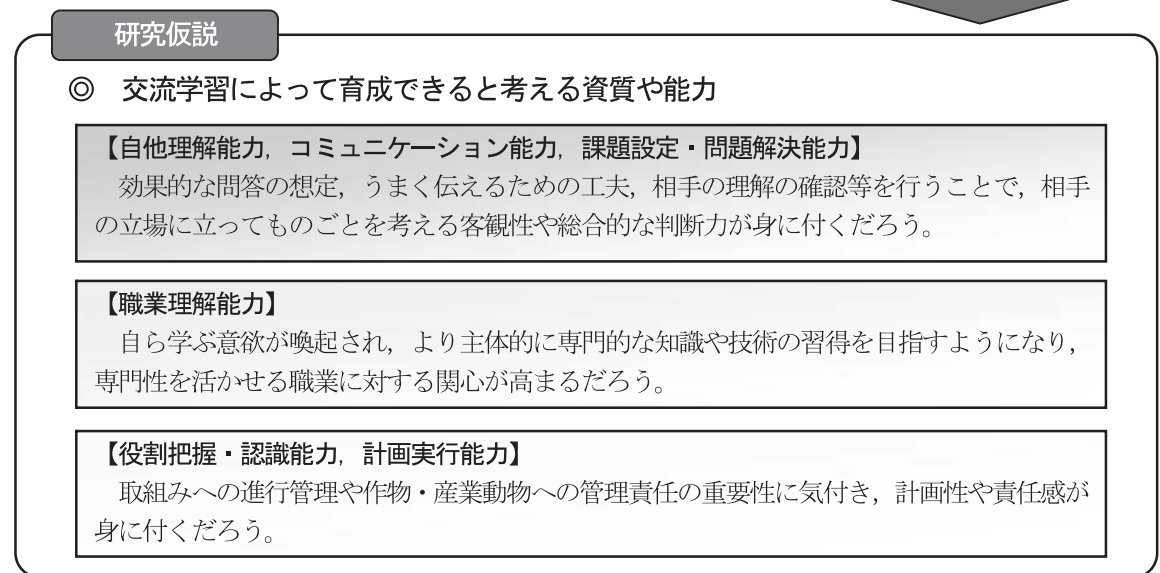 研究仮説
◎　交流学習によって育成できると考える資質や能力
【自他理解能力，コミュニケーション能力，課題設定・問題解決能力】
効果的な問答の想定，うまく伝えるための工夫，相手の理解の確認等を行うことで，相手
の立場に立ってものごとを考える客観性や総合的な判断力が身に付くだろう。
【職業理解能力】
自ら学ぶ意欲が喚起され，より主体的に専門的な知識や技術の習得を目指すようになり，
専門性を活かせる職業に対する関心が高まるだろう。
【役割把握・認識能力，計画実行能力】
取組みへの進行管理や作物・産業動物への管理責任の重要性に気付き，計画性や責任感が
身に付くだろう。